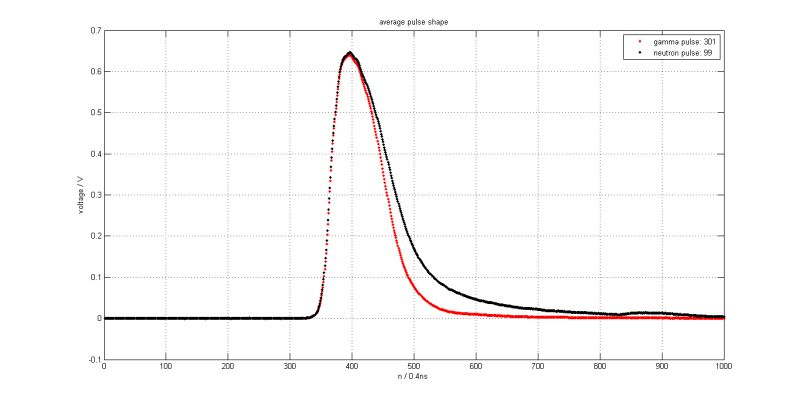 average pulse shape
gamma pulse: 301
neutron pulse: 99
voltage / V
0.7
0.6
0.5
0.4
0.3
0.2
0.1
0
-0.1
0 100 200 300 400 500 600 700 800 900 1000
n / 0.4ns